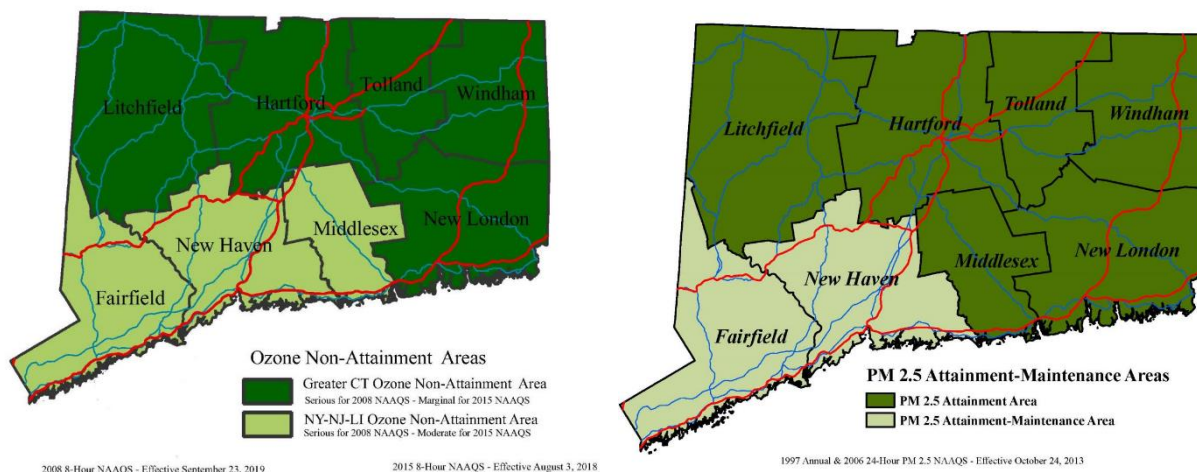 Litchfield
Hartford
Tolland
Windham
New Haven
Middlesex
New London
Fairfield
Ozone Non-Attainment Areas
Greater CT Ozone Non-Attainment Area
Serious for 2008 NAAQS - Marginal for 2015 NAAQS
NY-NJ-LI Ozone Non-Attainment Area
Serious for 2008 NAAQS - Moderate for 2015 NAAQS
2008 8-Hour NAAQS - Effective September 23, 2019
2015 8-Hour NAAQS - Effective August 3, 2018
Litchfield
Hartford
Tolland
Windham
New Haven
Middlesex
New London
Fairfield
PM 2.5 Attainment-Maintenance Areas
PM 2.5 Attainment Area
PM 2.5 Attainment-Maintenance Area
1997 Annual & 2006 24-Hour PM 2.5 NAAQS - Effective October 24, 2013